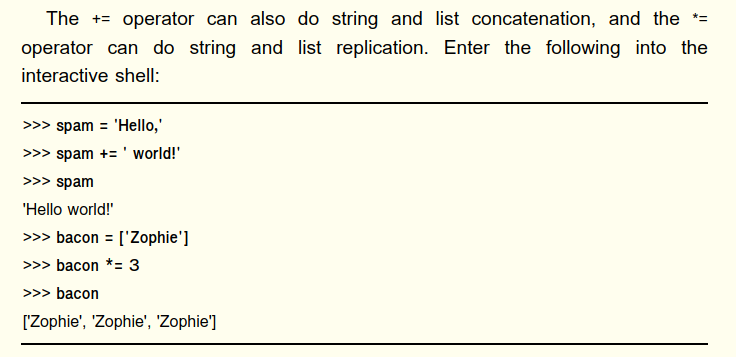 The += operator can also do string and list concatenation, and the *=
operator can do string and list replication. Enter the following into the
interactive shell:
>>> spam = 'Hello,'
>>> spam += ' world!'
>>> spam
'Hello world!'
>>> bacon = ['Zophie']
>>> bacon *= 3
>>> bacon
['Zophie', 'Zophie', 'Zophie']